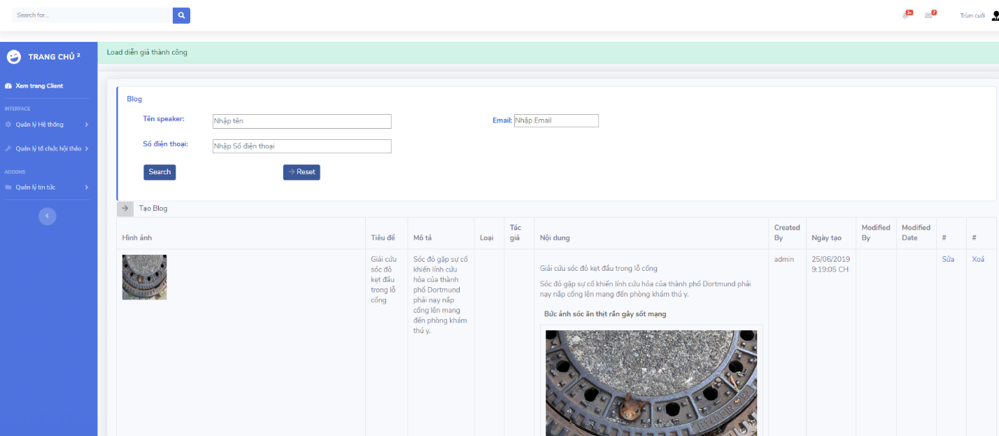 Search for...
3+
7
Trùm cuối
TRANG CHỦ 2
Load diễn giả thành công
Xem trang Client
INTERFACE
Quản lý Hệ thống
Quản lý tổ chức hội thảo
ADDONS
Quản lý tin tức
Blog
Tên speaker:
Nhập tên
Email:
Nhập Email
Số điện thoại:
Nhập Số điện thoại
Search
Reset
Tạo Blog
Hình ảnh
Tiêu đề
Mô tả
Loại
Tác
giả
Nội dung
Created
By
Ngày tạo
Modified
By
Modified
Date
#
#
Giải cứu
sóc đỏ
kẹt đầu
trong lỗ
cống
Sóc đỏ gặp sự cố
khiến lính cứu
hỏa của thành
phố Dortmund
phải nạy nắp
cống lên mang
đến phòng khám
thú y.
Giải cứu sóc đỏ kẹt đầu trong lỗ cống
Sóc đỏ gặp sự cố khiến lính cứu hỏa của thành phố Dortmund phải
nạy nắp cống lên mang đến phòng khám thú y.
Bức ảnh sóc ăn thịt rắn gây sốt mạng
admin
25/06/2019
9:19:05 CH
Sửa
Xoá